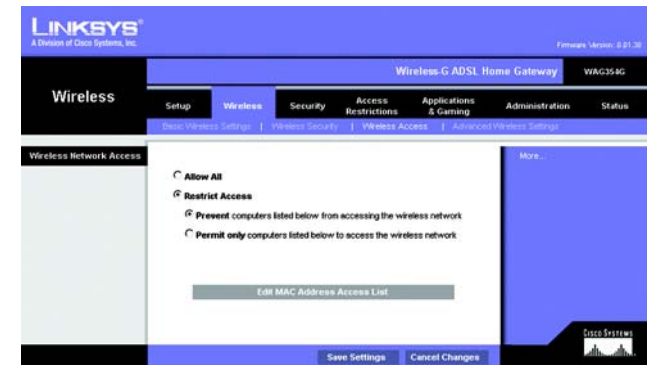 LINKSYS®
A Division of Cisco Systems, Inc.
Firmware Version: 0.01.30
Wireless-G ADSL Home Gateway WAG354G
Wireless
Setup Wireless Security Access Restrictions Applications & Gaming Administration Status
Basic Wireless Settings | Wireless Security | Wireless Access | Advanced Wireless Settings
Wireless Network Access
More...
Allow All
Restrict Access
Prevent computers listed below from accessing the wireless network
Permit only computers listed below to access the wireless network
Edit MAC Address Access List
CISCO SYSTEMS
Save Settings Cancel Changes